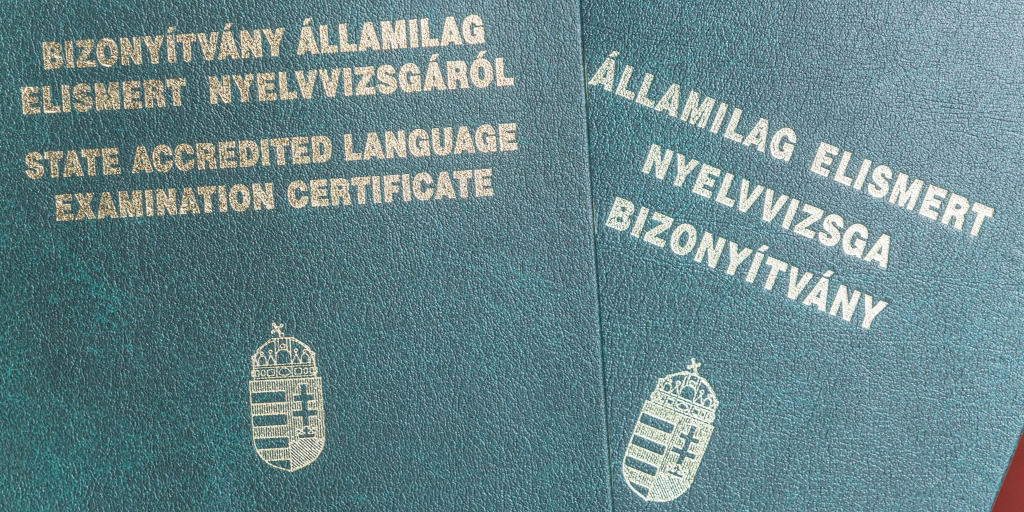 BIZONYÍTVÁNY ÁLLAMILAG
ELISMERT NYELVVIZSGÁRÓL
STATE ACCREDITED LANGUAGE
EXAMINATION CERTIFICATE
ÁLLAMILAG ELISMERT
NYELVVIZSGA
BIZONYÍTVÁNY